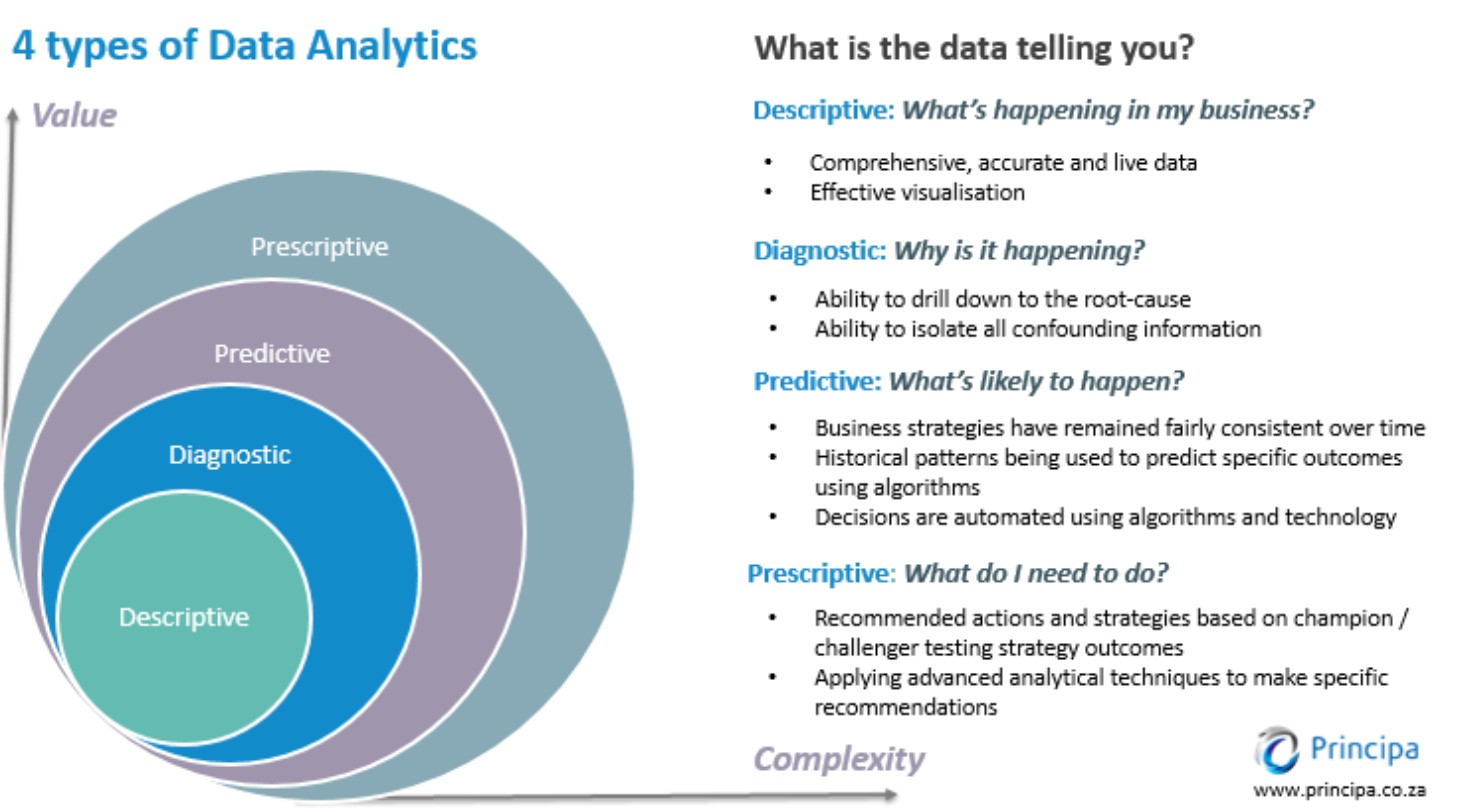 4 types of Data Analytics
Value
Prescriptive
Predictive
Diagnostic
Descriptive
What is the data telling you?
Descriptive: What's happening in my business?
• Comprehensive, accurate and live data
• Effective visualisation
Diagnostic: Why is it happening?
• Ability to drill down to the root-cause
• Ability to isolate all confounding information
Predictive: What's likely to happen?
• Business strategies have remained fairly consistent over time
• Historical patterns being used to predict specific outcomes
using algorithms
• Decisions are automated using algorithms and technology
Prescriptive: What do I need to do?
• Recommended actions and strategies based on champion /
challenger testing strategy outcomes
• Applying advanced analytical techniques to make specific
recommendations
Complexity
Principa
www.principa.co.za